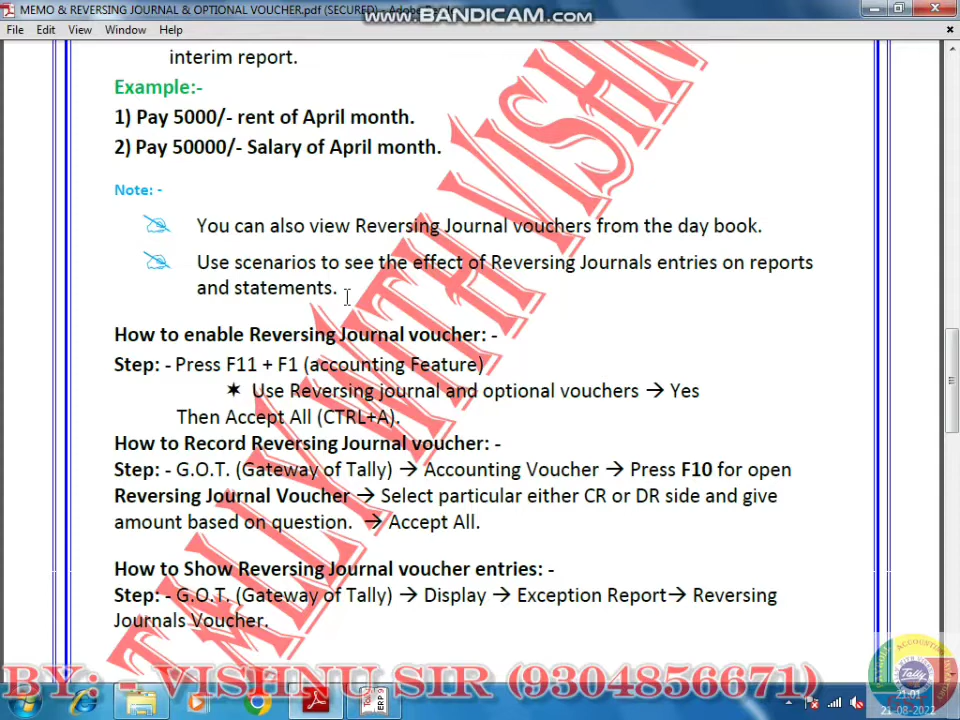 MEMO & REVERSING JOURNAL & OPTIONAL VOUCHER.pdf (SECURED) - Adobe
www.BANDICAM.com
File Edit View Window Help
interim report.
Example:-
1) Pay 5000/- rent of April month.
2) Pay 50000/- Salary of April month.
Note: -
You can also view Reversing Journal vouchers from the day book.
Use scenarios to see the effect of Reversing Journals entries on reports
and statements.
How to enable Reversing Journal voucher: -
Step: - Press F11 + F1 (accounting Feature)
✶ Use Reversing journal and optional vouchers → Yes
Then Accept All (CTRL+A).
How to Record Reversing Journal voucher: -
Step: - G.O.T. (Gateway of Tally) → Accounting Voucher → Press F10 for open
Reversing Journal Voucher → Select particular either CR or DR side and give
amount based on question. → Accept All.
How to Show Reversing Journal voucher entries: -
Step: - G.O.T. (Gateway of Tally) → Display → Exception Report→ Reversing
Journals Voucher.
TALLY WITH VISHN
BY: - VISHNU SIR (9304856671)
Tally
21:01
21-08-2022